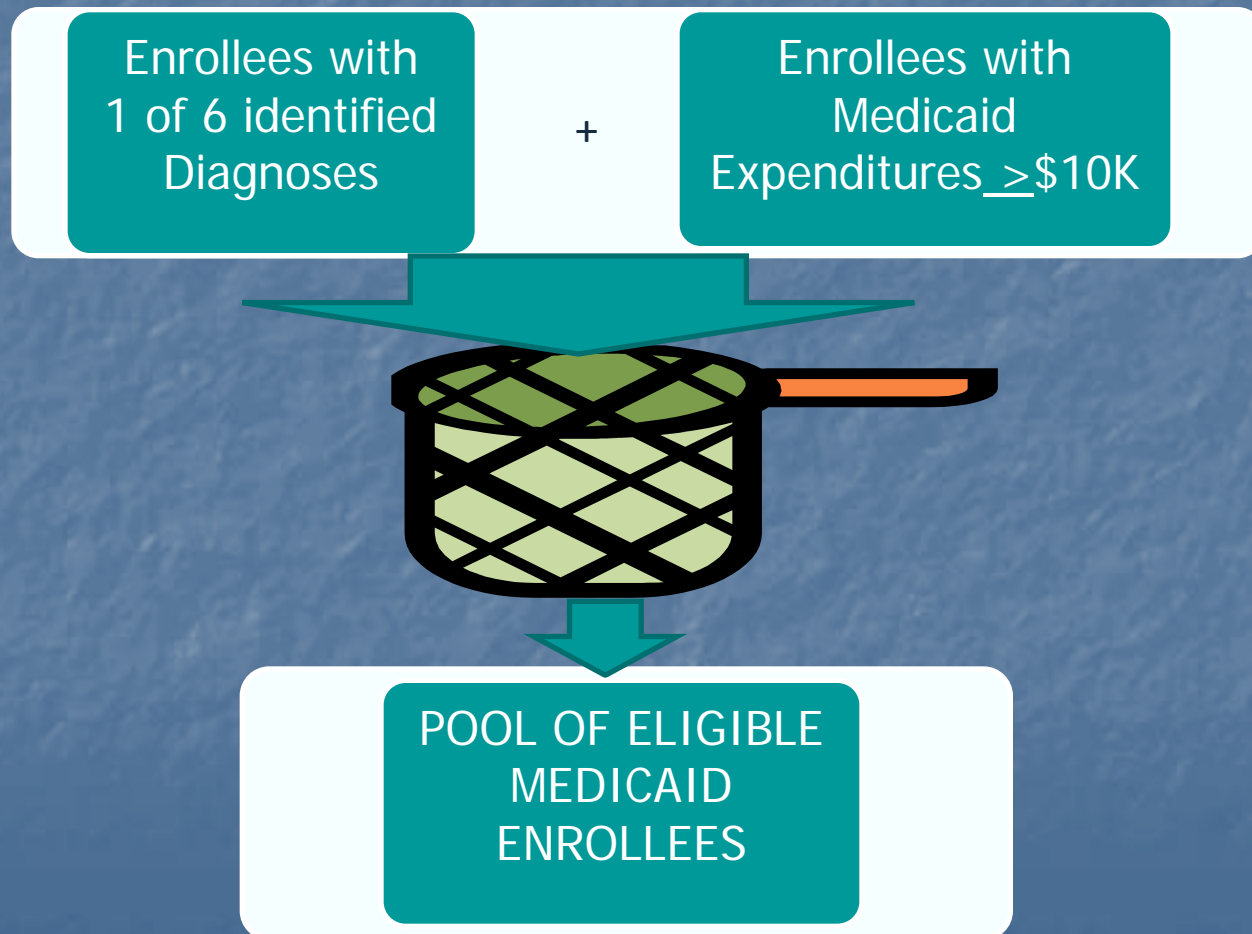 Enrollees with
1 of 6 identified
Diagnoses
+
Enrollees with
Medicaid
Expenditures >$10K
POOL OF ELIGIBLE
MEDICAID
ENROLLEES